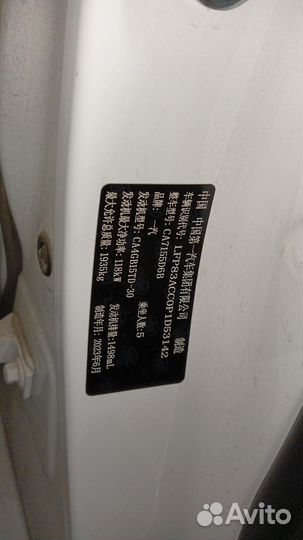 中国 中国第一汽车集团有限公司 制造
车辆识别代号: LFP83ACC0P1D53142
整车型号: CA7155D6B
品牌: 一汽 乘坐人数: 5
发动机型号: CA4GB15TD-30
发动机最大净功率: 118kW 发动机排量: 1498mL
最大允许总质量: 1935kg 制造年月: 2023年6月
Avito